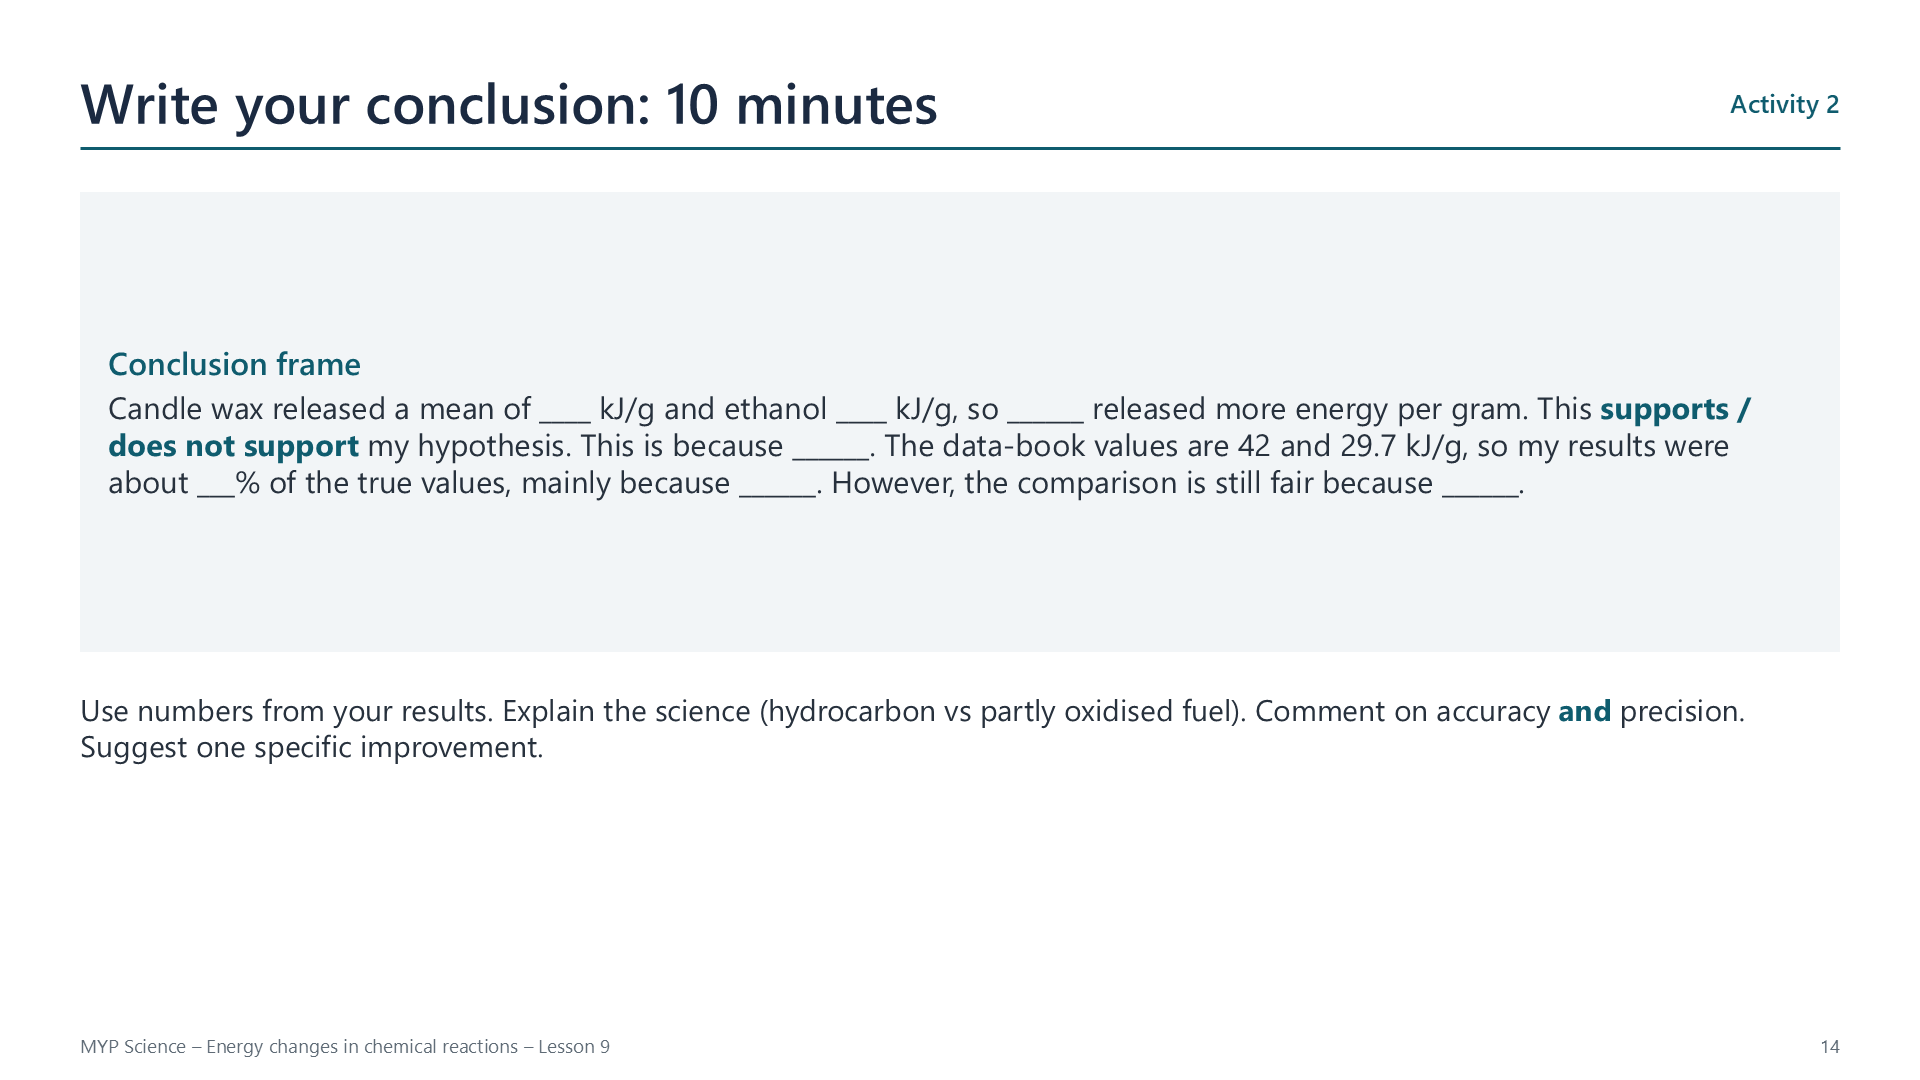 Write your conclusion: 10 minutes
Activity 2
Conclusion frame
Candle wax released a mean of ____ kJ/g and ethanol ____ kJ/g, so ______ released more energy per gram. This supports /
does not support my hypothesis. This is because ______. The data-book values are 42 and 29.7 kJ/g, so my results were
about ___% of the true values, mainly because ______. However, the comparison is still fair because ______.
Use numbers from your results. Explain the science (hydrocarbon vs partly oxidised fuel). Comment on accuracy and precision.
Suggest one specific improvement.
MYP Science – Energy changes in chemical reactions – Lesson 9
14